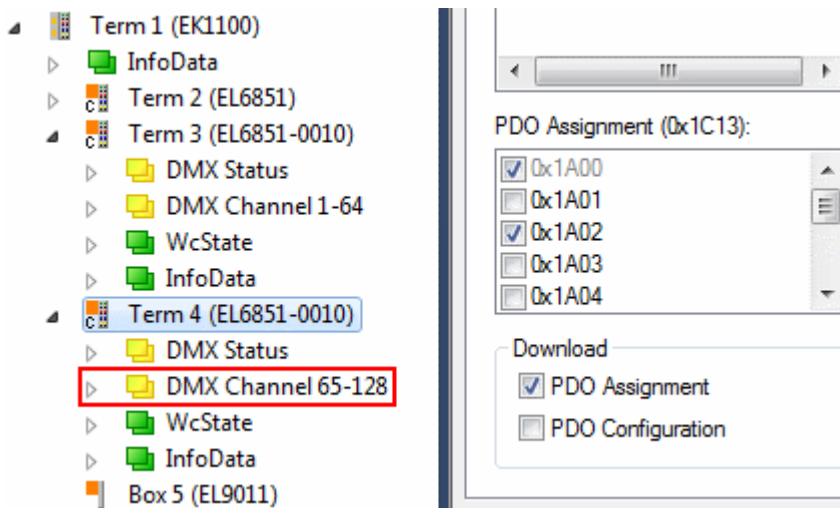 Term 1 (EK1100)
InfoData
Term 2 (EL6851)
Term 3 (EL6851-0010)
DMX Status
DMX Channel 1-64
WcState
InfoData
Term 4 (EL6851-0010)
DMX Status
DMX Channel 65-128
WcState
InfoData
Box 5 (EL9011)
PDO Assignment (0x1C13):
0x1A00
0x1A01
0x1A02
0x1A03
0x1A04
Download
PDO Assignment
PDO Configuration